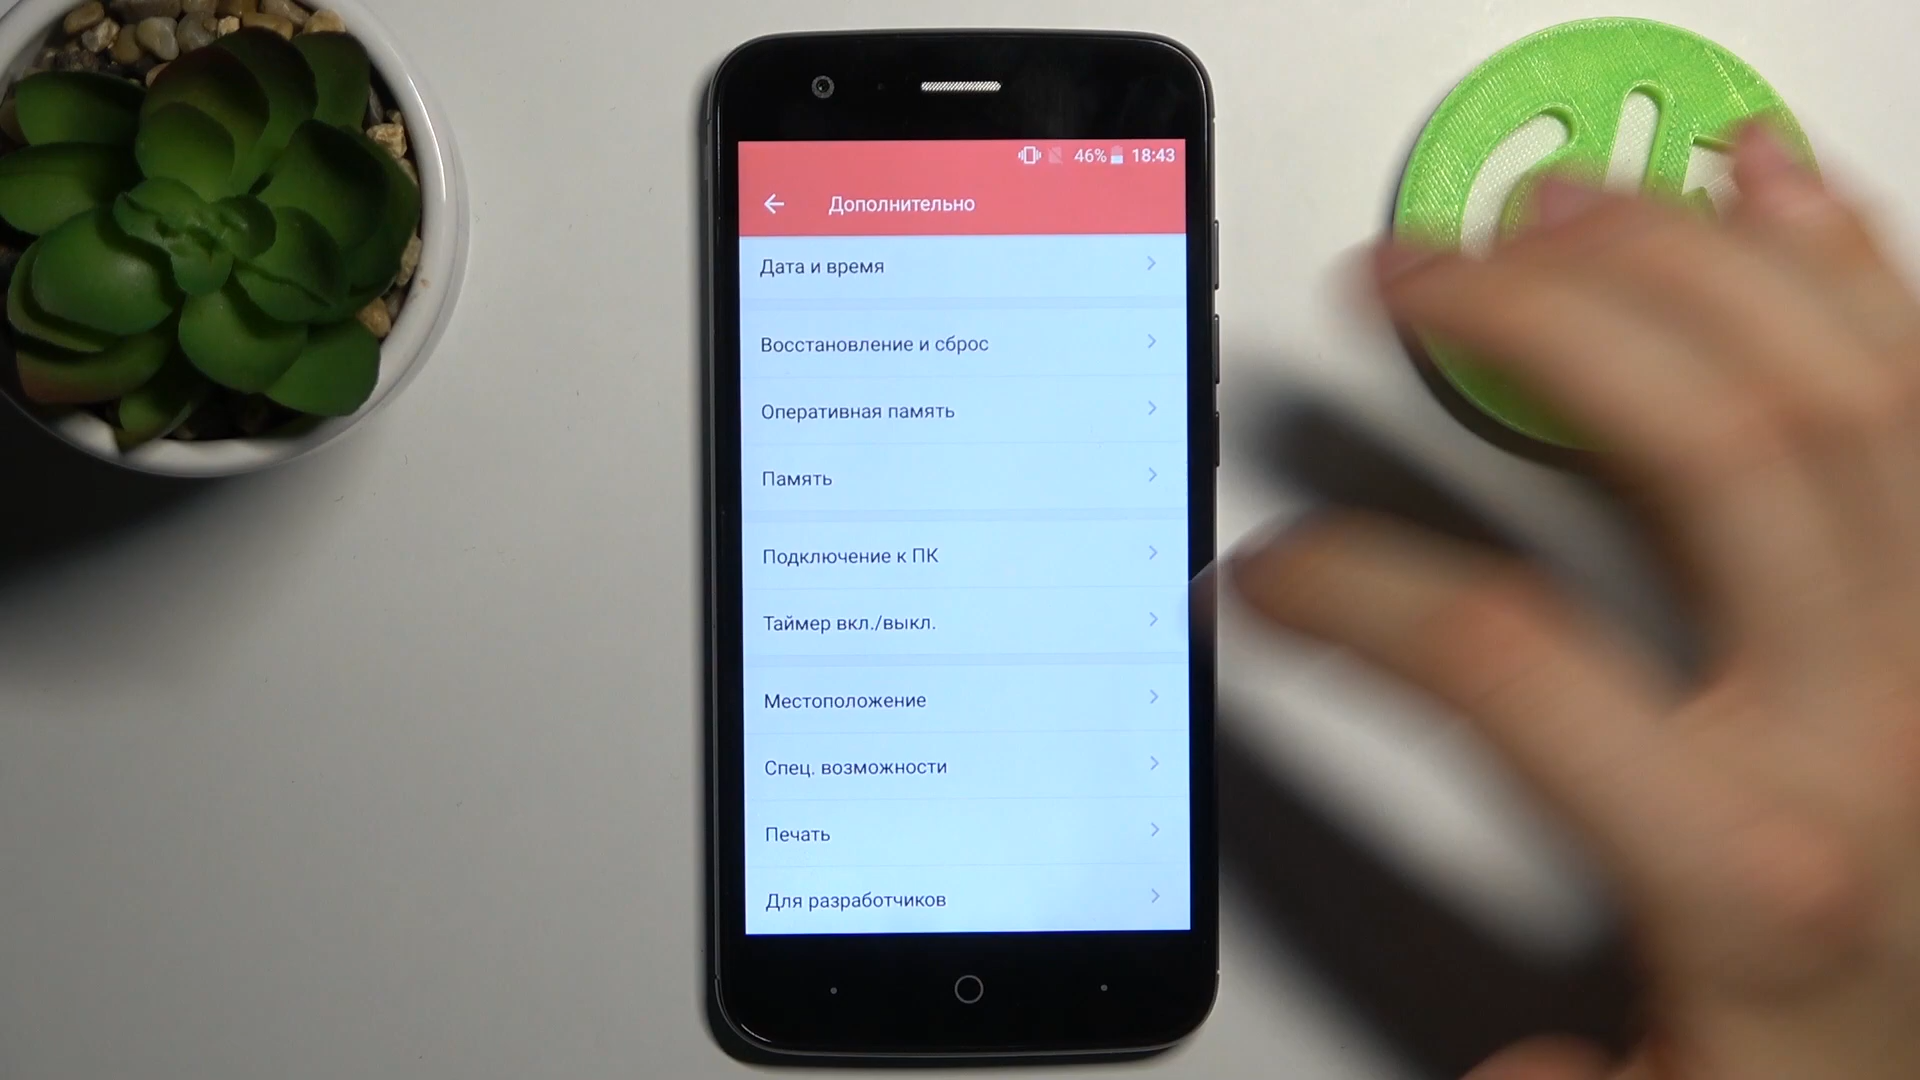 46% 18:43
Дополнительно
Дата и время
Восстановление и сброс
Оперативная память
Память
Подключение к ПК
Таймер вкл./выкл.
Местоположение
Спец. возможности
Печать
Для разработчиков